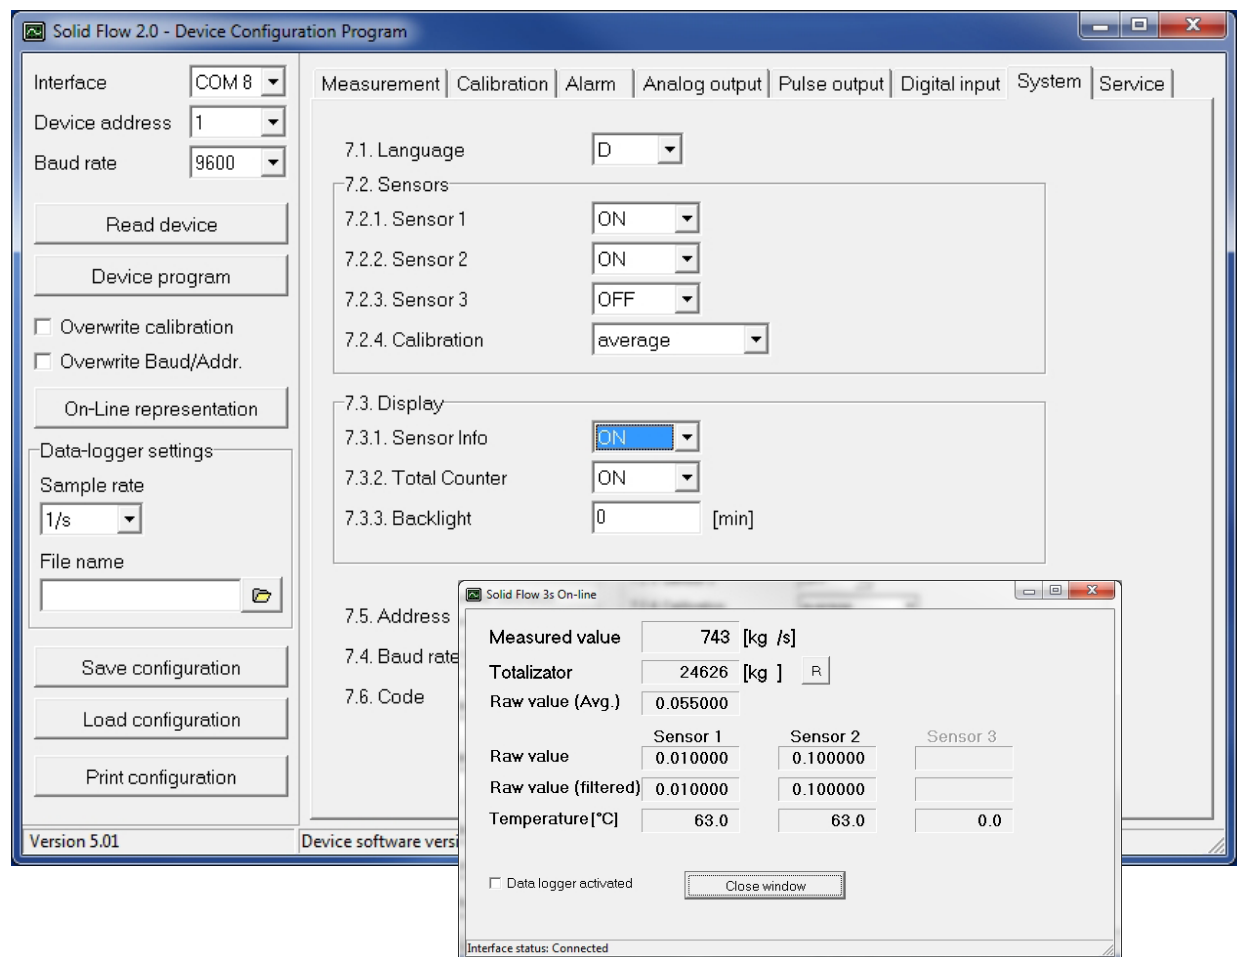 Solid Flow 2.0 - Device Configuration Program
Interface COM 8
Device address 1
Baud rate 9600
Read device
Device program
Overwrite calibration
Overwrite Baud/Addr.
On-Line representation
Data-logger settings
Sample rate
1/s
File name
Save configuration
Load configuration
Print configuration
Measurement Calibration Alarm Analog output Pulse output Digital input System Service
7.1. Language D
7.2. Sensors
7.2.1. Sensor 1 ON
7.2.2. Sensor 2 ON
7.2.3. Sensor 3 OFF
7.2.4. Calibration average
7.3. Display
7.3.1. Sensor Info ON
7.3.2. Total Counter ON
7.3.3. Backlight 0 [min]
7.5. Address
7.4. Baud rate
7.6. Code
Version 5.01 Device software versi
Solid Flow 3s On-line
Measured value 743 [kg /s]
Totalizator 24626 [kg ] R
Raw value (Avg.) 0.055000
Sensor 1 Sensor 2 Sensor 3
Raw value 0.010000 0.100000
Raw value (filtered) 0.010000 0.100000
Temperature [°C] 63.0 63.0 0.0
Data logger activated Close window
Interface status: Connected